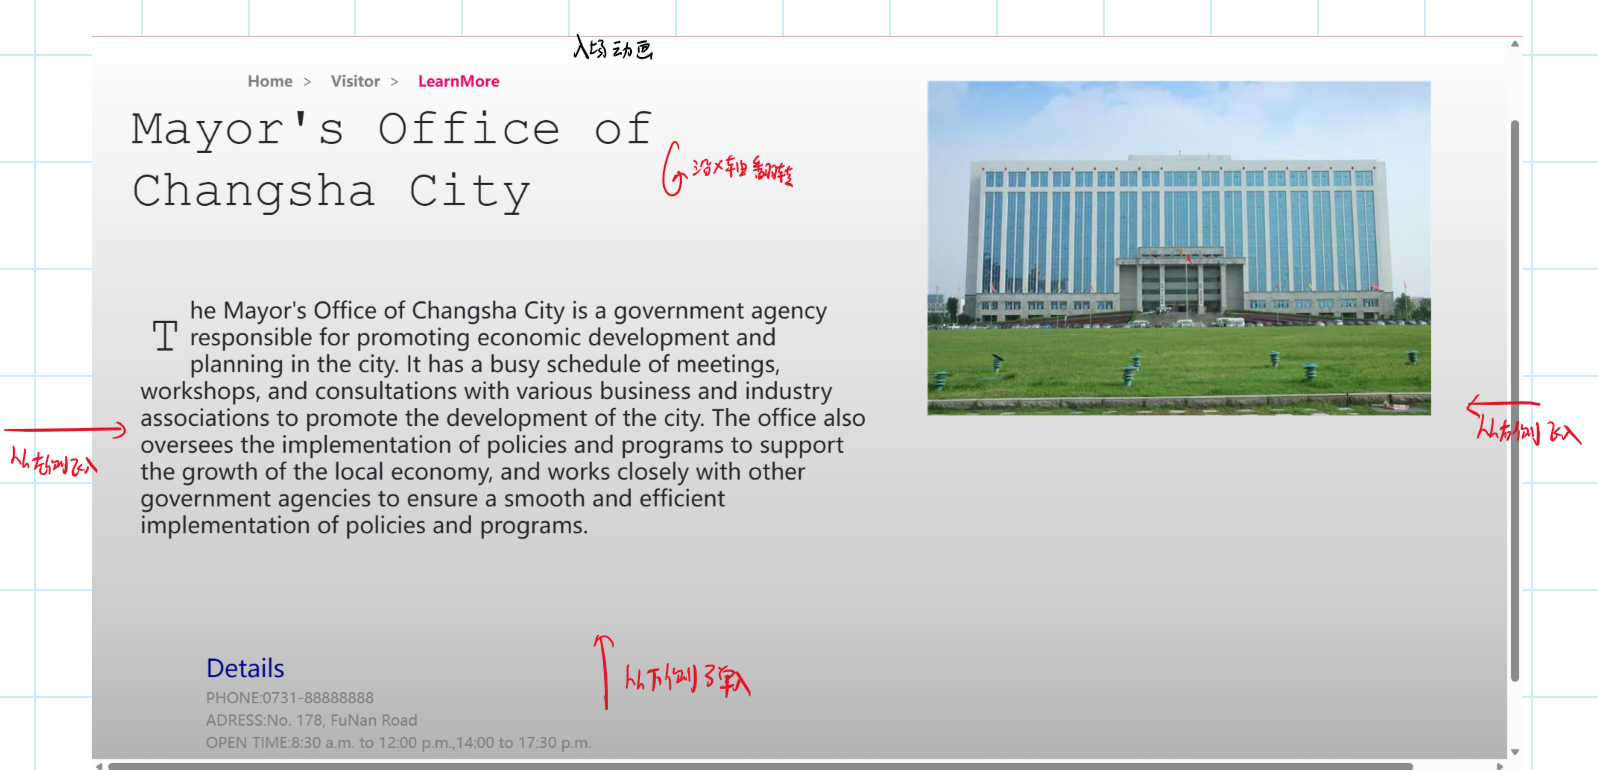 入场动画
Home >   Visitor >   LearnMore
Mayor's Office of
Changsha City
沿X轴翻转
The Mayor's Office of Changsha City is a government agency
responsible for promoting economic development and
planning in the city. It has a busy schedule of meetings,
workshops, and consultations with various business and industry
associations to promote the development of the city. The office also
oversees the implementation of policies and programs to support
the growth of the local economy, and works closely with other
government agencies to ensure a smooth and efficient
implementation of policies and programs.
从左侧飞入
从右侧飞入
从下侧弹入
Details
PHONE:0731-88888888
ADRESS:No. 178, FuNan Road
OPEN TIME:8:30 a.m. to 12:00 p.m.,14:00 to 17:30 p.m.